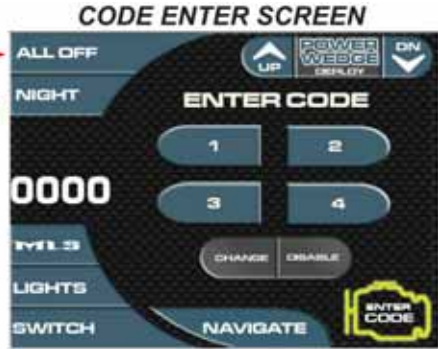 CODE ENTER SCREEN
ALL OFF
UP
POWER
WEDGE
DEPLOY
DN
NIGHT
ENTER CODE
1
2
0000
3
4
MLS
CHANGE
DISABLE
LIGHTS
ENTER
CODE
SWITCH
NAVIGATE